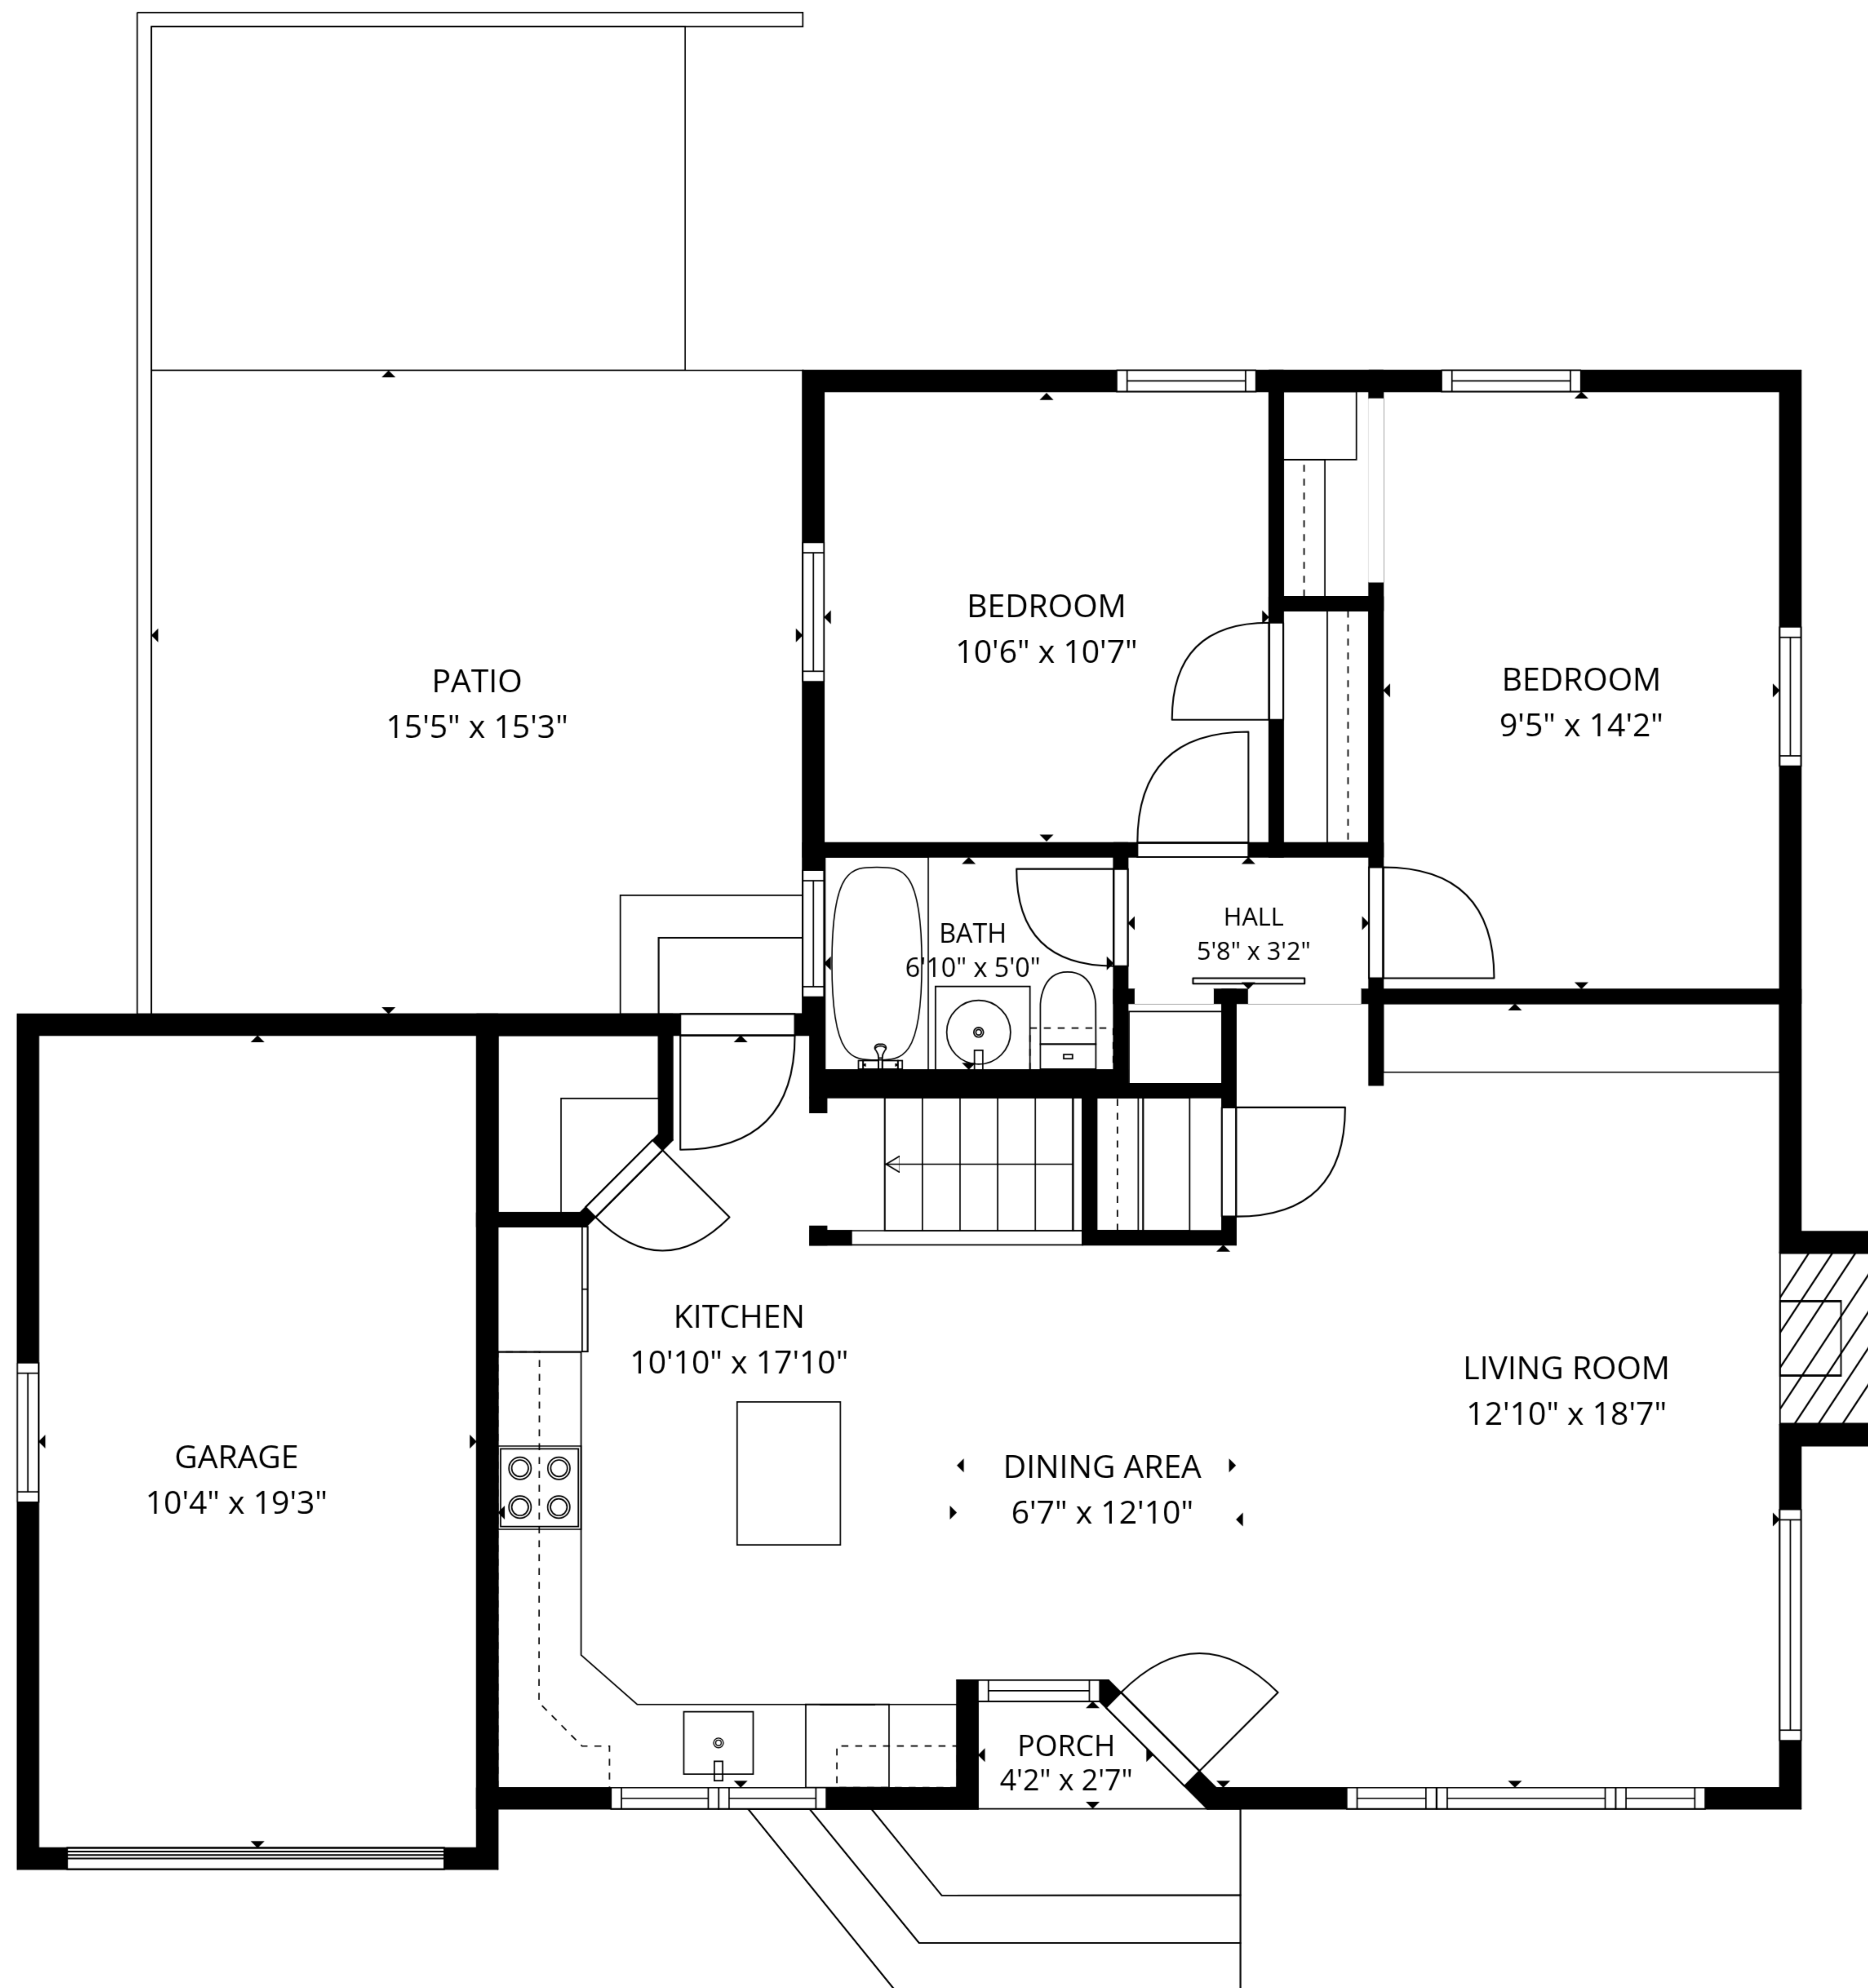 BEDROOM
10'6" x 10'7"
PATIO
15'5" x 15'3"
BEDROOM
9'5" x 14'2"
HALL
5'8" x 3'2"
BATH
6'10" x 5'0"
KITCHEN
10'10" x 17'10"
LIVING ROOM
12'10" x 18'7"
GARAGE
10'4" x 19'3"
DINING AREA
6'7" x 12'10"
PORCH
4'2" x 2'7"